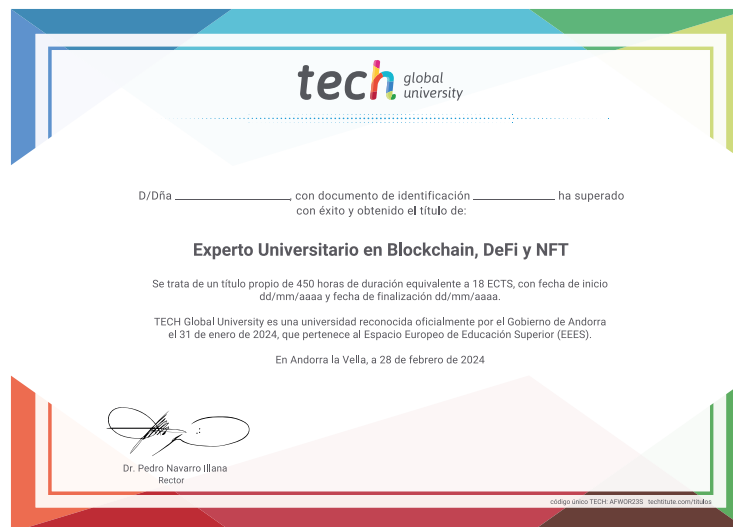 tech global university
D/Dña ____________________, con documento de identificación ______________ ha superado
con éxito y obtenido el título de:
Experto Universitario en Blockchain, DeFi y NFT
Se trata de un título propio de 450 horas de duración equivalente a 18 ECTS, con fecha de inicio
dd/mm/aaaa y fecha de finalización dd/mm/aaaa.
TECH Global University es una universidad reconocida oficialmente por el Gobierno de Andorra
el 31 de enero de 2024, que pertenece al Espacio Europeo de Educación Superior (EEES).
En Andorra la Vella, a 28 de febrero de 2024
Dr. Pedro Navarro Illana
Rector
código único TECH: AFWOR23S techtitute.com/titulos